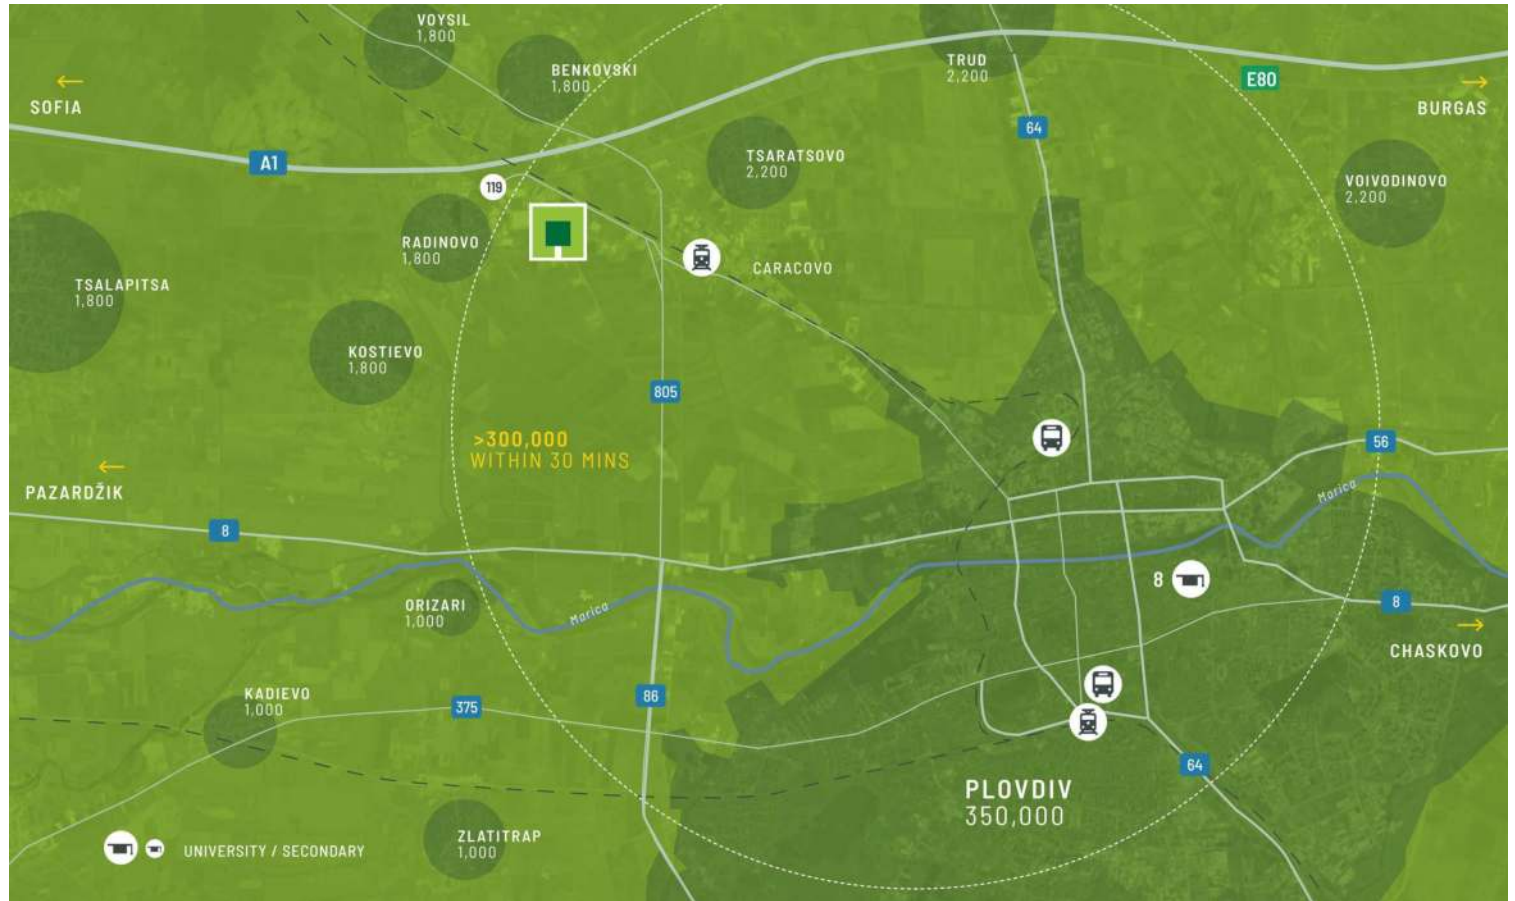 VOYSIL
1,800
BENKOVSKI
1,800
TRUD
2,200
E80
SOFIA
BURGAS
64
A1
TSARATSOVO
2,200
119
VOIVODINOVO
2,200
RADINOVO
1,800
CARACOVO
TSALAPITSA
1,800
KOSTIEVO
1,800
805
>300,000
WITHIN 30 MINS
56
PAZARDŽIK
Marica
8
8
ORIZARI
1,000
Marica
8
CHASKOVO
KADIEVO
1,000
375
86
64
PLOVDIV
350,000
ZLATITRAP
1,000
UNIVERSITY / SECONDARY